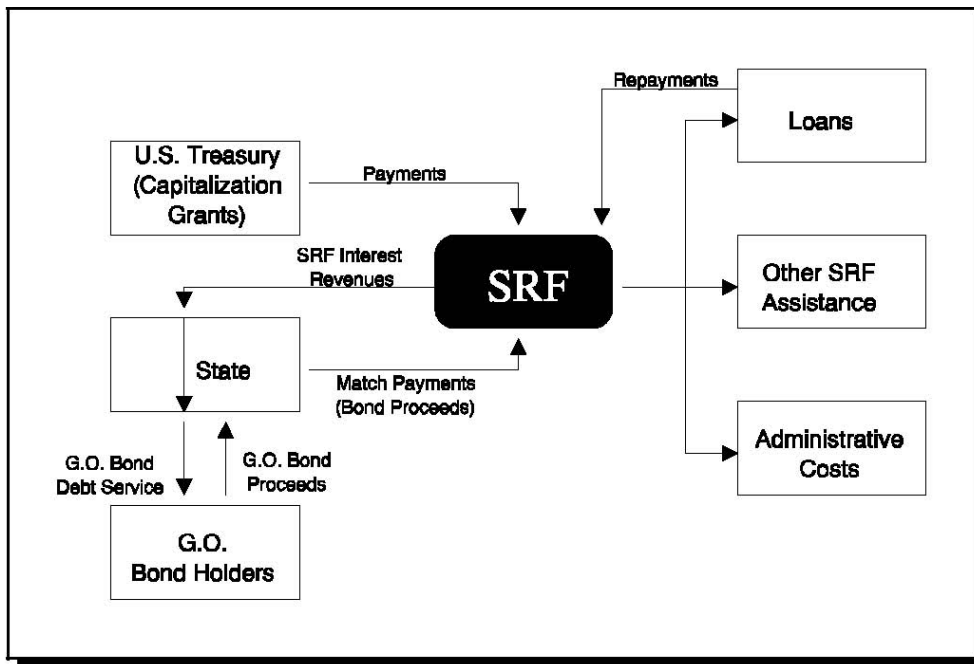 Repayments
Loans
U.S. Treasury
(Capitalization
Grants)
Payments
SRF Interest
Revenues
SRF
Other SRF
Assistance
State
Match Payments
(Bond Proceeds)
Administrative
Costs
G.O. Bond
Debt Service
G.O. Bond
Proceeds
G.O.
Bond Holders